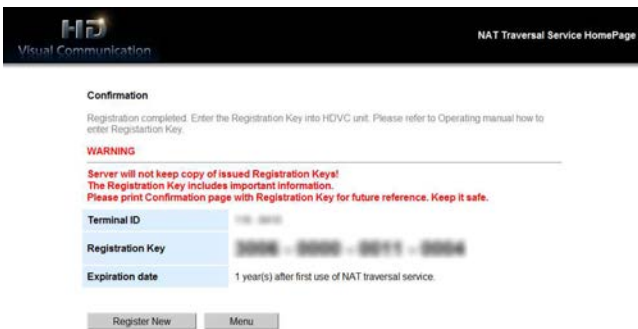 HD
Visual Communication
NAT Traversal Service HomePage
Confirmation
Registration completed. Enter the Registration Key into HDVC unit. Please refer to Operating manual how to
enter Registartion Key.
WARNING
Server will not keep copy of issued Registration Keys!
The Registration Key includes important information.
Please print Confirmation page with Registration Key for future reference. Keep it safe.
Terminal ID
Registration Key
Expiration date 1 year(s) after first use of NAT traversal service.
Register New Menu